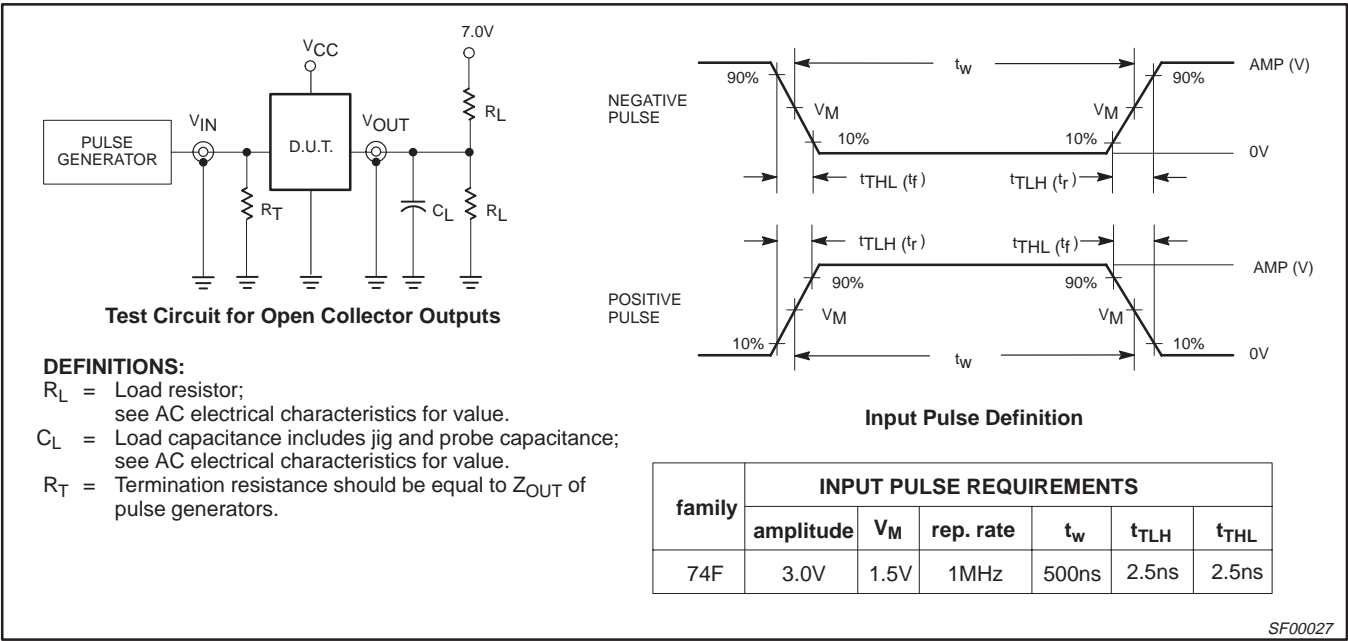 7.0V
VCC
RL
VIN
VOUT
PULSE
GENERATOR
D.U.T.
RT
CL
RL
Test Circuit for Open Collector Outputs
DEFINITIONS:
RL = Load resistor;
see AC electrical characteristics for value.
CL = Load capacitance includes jig and probe capacitance;
see AC electrical characteristics for value.
RT = Termination resistance should be equal to ZOUT of
pulse generators.
NEGATIVE
PULSE
90%
tw
90%
AMP (V)
VM
VM
10%
10%
0V
tTHL (tf)
tTLH (tr)
tTLH (tr)
tTHL (tf)
AMP (V)
90%
90%
POSITIVE
PULSE
VM
VM
10%
tw
10%
0V
Input Pulse Definition
family
INPUT PULSE REQUIREMENTS
amplitude VM rep. rate tw tTLH tTHL
74F 3.0V 1.5V 1MHz 500ns 2.5ns 2.5ns
SF00027